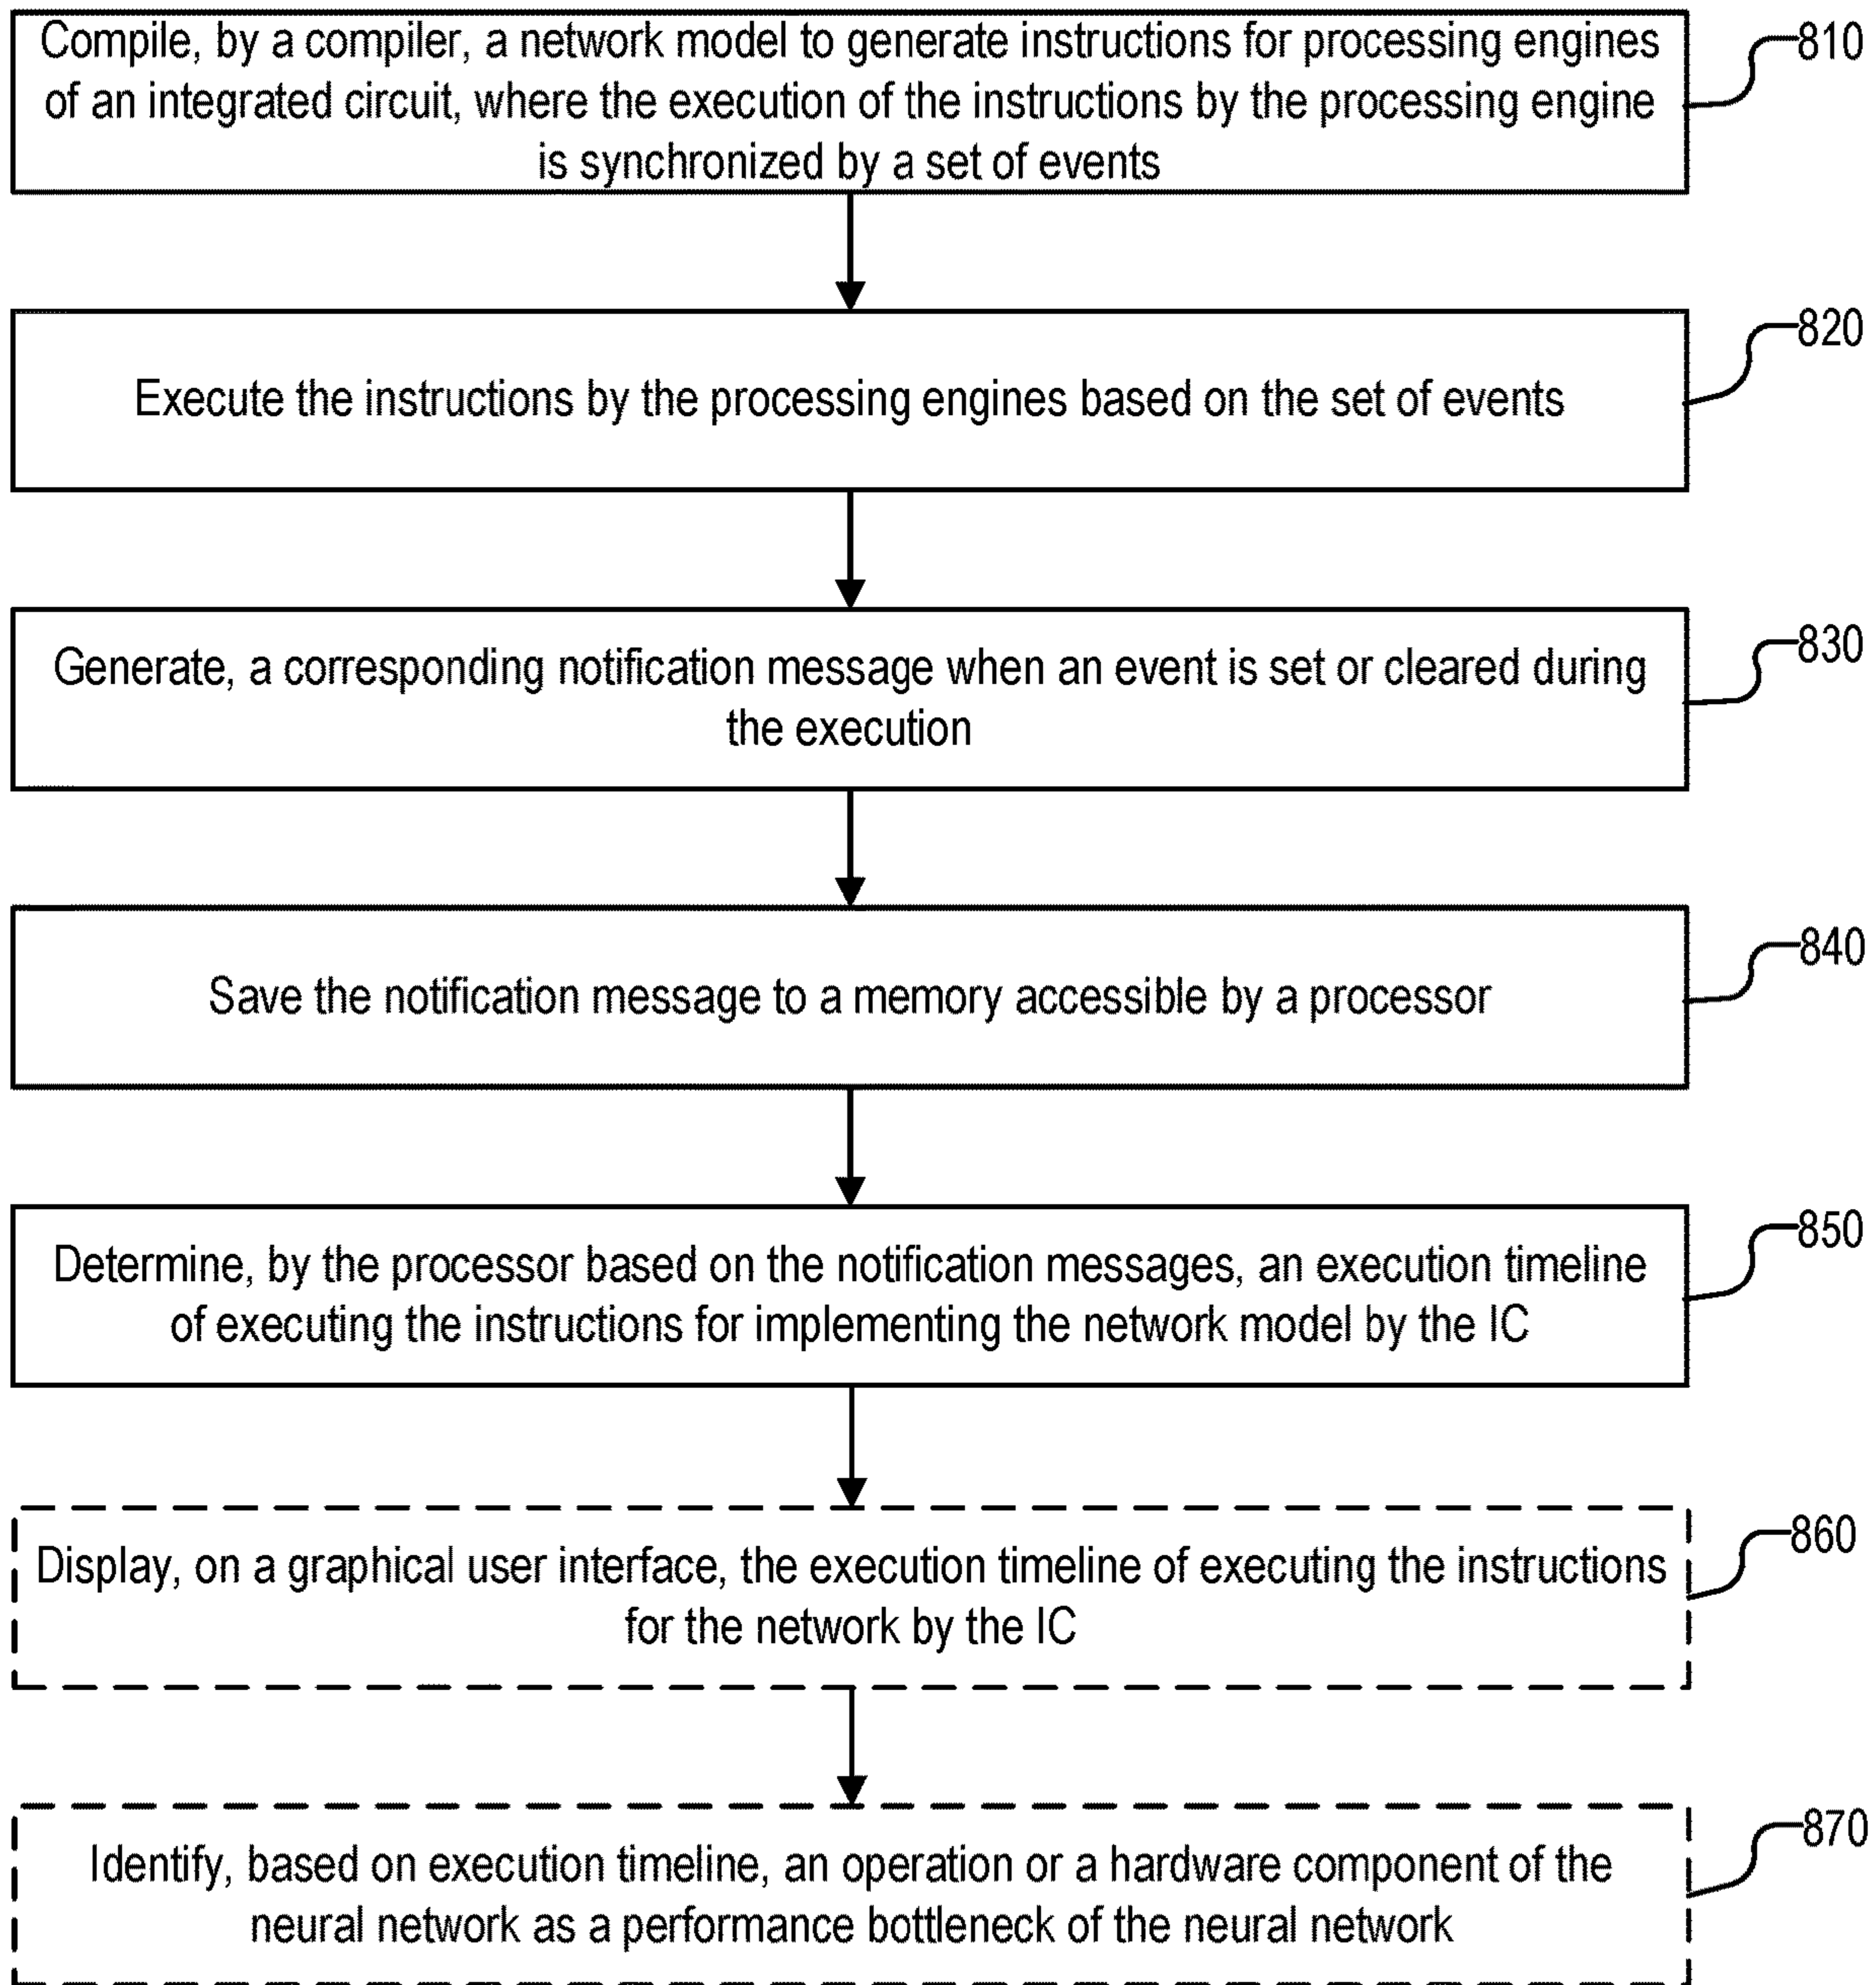 Compile, by a compiler, a network model to generate instructions for processing engines
of an integrated circuit, where the execution of the instructions by the processing engine
is synchronized by a set of events
810
Execute the instructions by the processing engines based on the set of events
820
Generate, a corresponding notification message when an event is set or cleared during
the execution
830
Save the notification message to a memory accessible by a processor
840
Determine, by the processor based on the notification messages, an execution timeline
of executing the instructions for implementing the network model by the IC
850
Display, on a graphical user interface, the execution timeline of executing the instructions
for the network by the IC
860
Identify, based on execution timeline, an operation or a hardware component of the
neural network as a performance bottleneck of the neural network
870